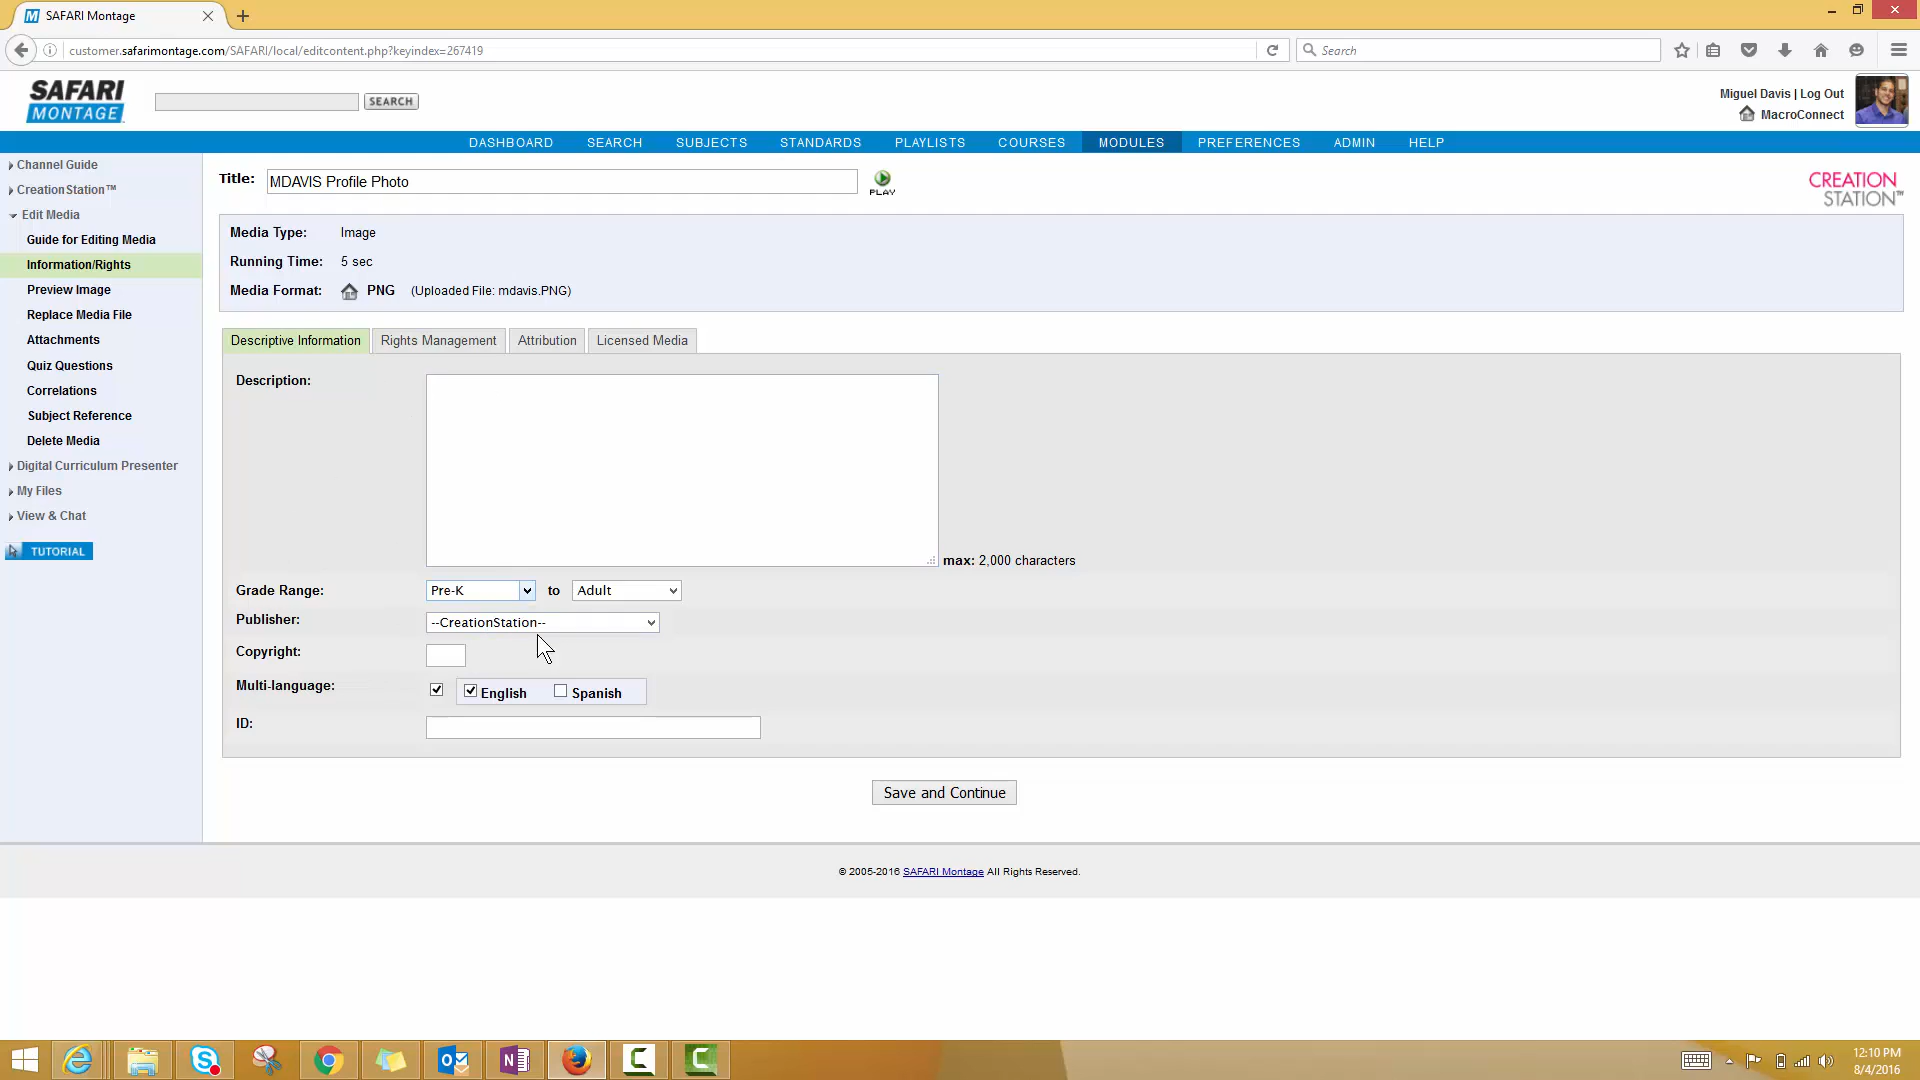 SAFARI Montage
customer.safarimontage.com/SAFARI/local/editcontent.php?keyindex=267419
Search
SAFARI
MONTAGE
SEARCH
Miguel Davis | Log Out
MacroConnect
DASHBOARD SEARCH SUBJECTS STANDARDS PLAYLISTS COURSES MODULES PREFERENCES ADMIN HELP
Channel Guide
CreationStation™
Edit Media
Guide for Editing Media
Information/Rights
Preview Image
Replace Media File
Attachments
Quiz Questions
Correlations
Subject Reference
Delete Media
Digital Curriculum Presenter
My Files
View & Chat
TUTORIAL
Title: MDAVIS Profile Photo
PLAY
CREATION
STATION™
Media Type: Image
Running Time: 5 sec
Media Format: PNG (Uploaded File: mdavis.PNG)
Descriptive Information Rights Management Attribution Licensed Media
Description:
max: 2,000 characters
Grade Range: Pre-K to Adult
Publisher: --CreationStation--
Copyright:
Multi-language: English Spanish
ID:
Save and Continue
© 2005-2016 SAFARI Montage All Rights Reserved.
12:10 PM
8/4/2016